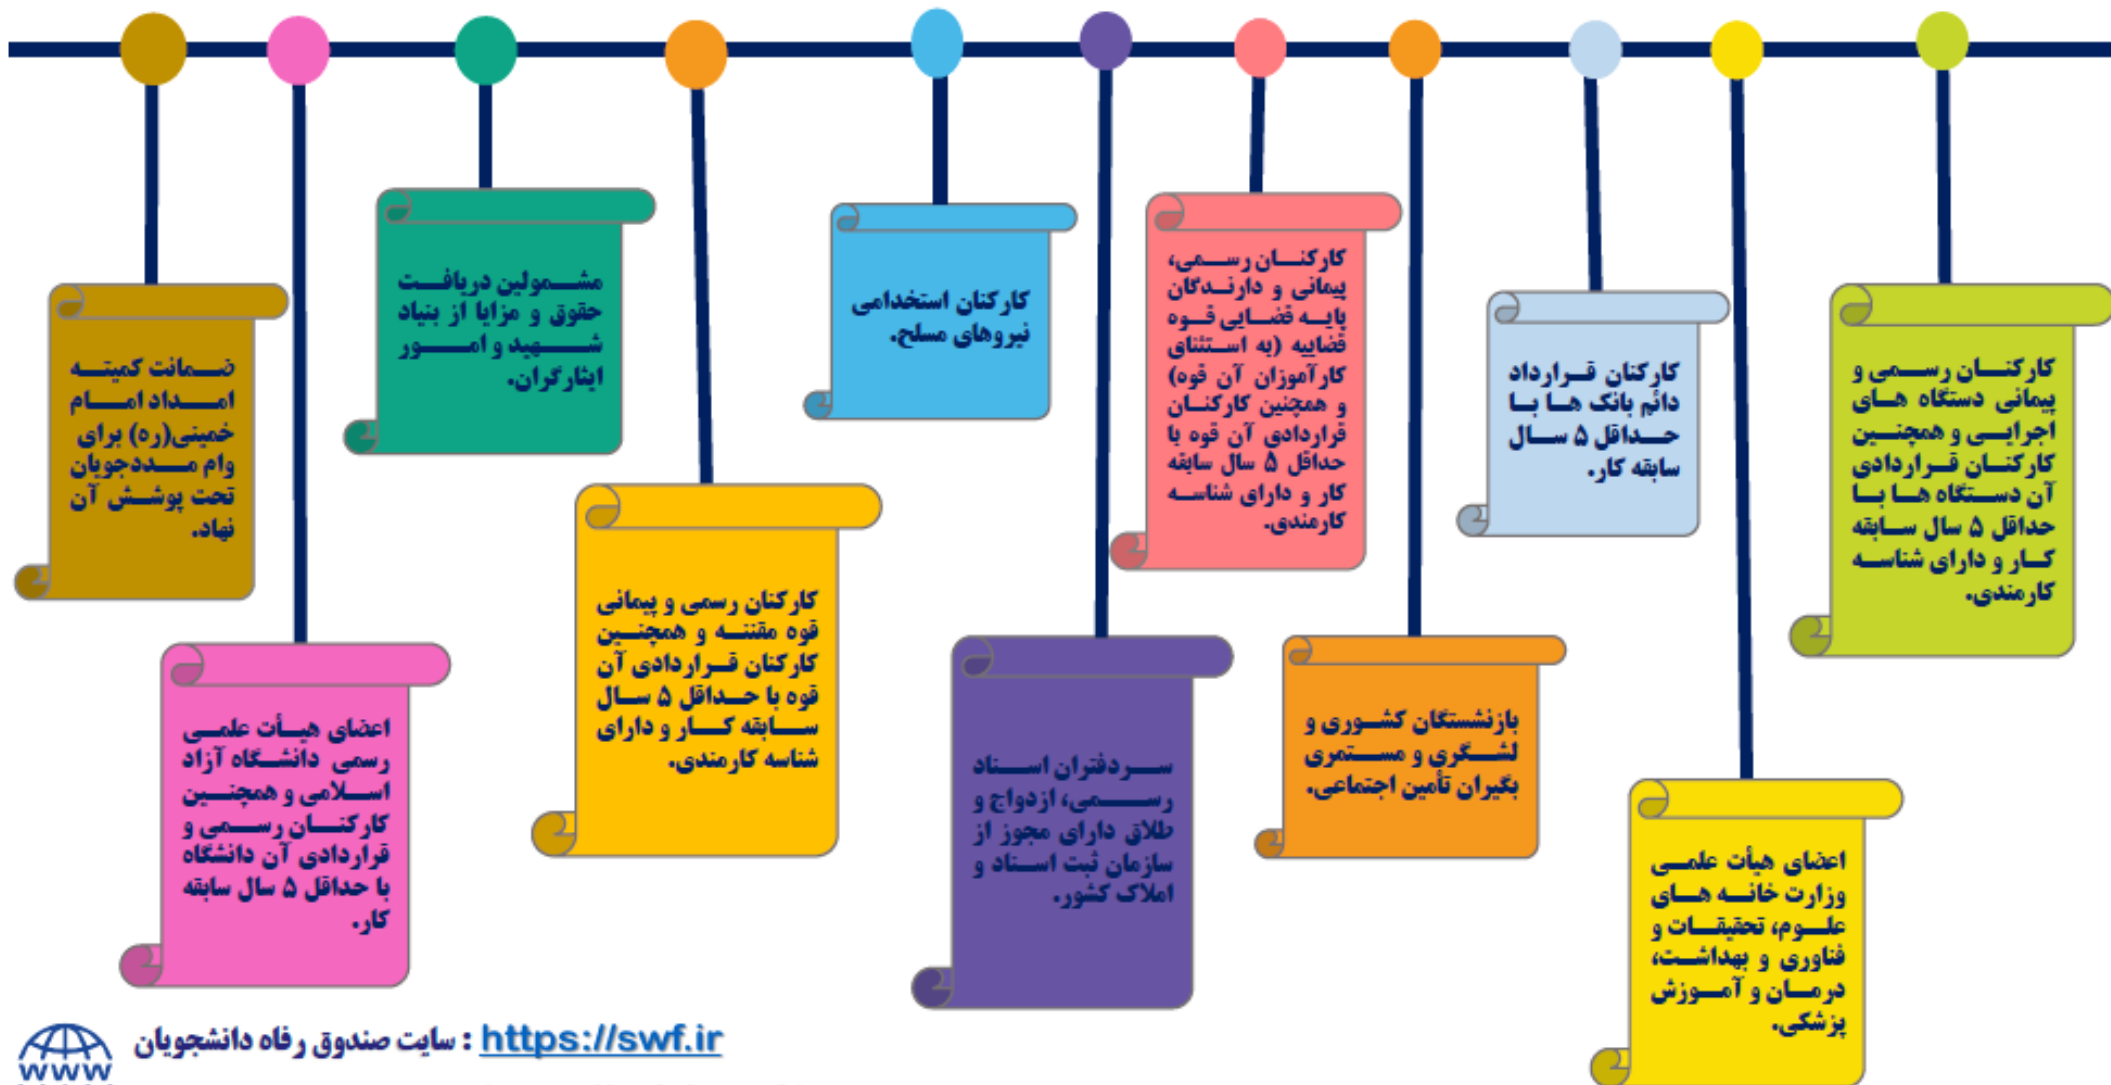 کارکنان رسمی و
پیمانی دستگاه های
اجرایی و همچنین
کارکنان قراردادی
آن دستگاه ها با
حداقل ۵ سال سابقه
کار و دارای شناسه
کارمندی.
اعضای هیأت علمی
وزارت خانه های
علوم، تحقیقات و
فناوری و بهداشت،
درمان و آموزش
پزشکی.
کارکنان قرارداد
دائم بانک ها با
حداقل ۵ سال
سابقه کار.
بازنشستگان کشوری و
لشگری و مستمری
بگیران تأمین اجتماعی.
کارکنان رسمی،
پیمانی و دارندگان
پایه قضایی قوه
قضاییه (به استثنای
کارآموزان آن قوه)
و همچنین کارکنان
قراردادی آن قوه با
حداقل ۵ سال سابقه
کار و دارای شناسه
کارمندی.
سردفتران اسناد
رسمی، ازدواج و
طلاق دارای مجوز از
سازمان ثبت اسناد و
املاک کشور.
کارکنان استخدامی
نیروهای مسلح.
کارکنان رسمی و پیمانی
قوه مقننه و همچنین
کارکنان قراردادی آن
قوه با حداقل ۵ سال
سابقه کار و دارای
شناسه کارمندی.
مشمولین دریافت
حقوق و مزایا از بنیاد
شهید و امور
ایثارگران.
اعضای هیأت علمی
رسمی دانشگاه آزاد
اسلامی و همچنین
کارکنان رسمی و
قراردادی آن دانشگاه
با حداقل ۵ سال سابقه
کار.
ضمانت کمیته
امداد امام
خمینی(ره) برای
وام مددجویان
تحت پوشش آن
نهاد.
سایت صندوق رفاه دانشجویان : https://swf.ir
www